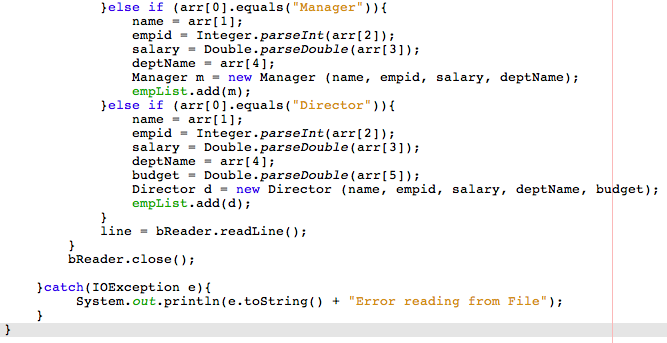 }else if (arr[0].equals("Manager")){
name = arr[1];
empid = Integer.parseInt(arr[2]);
salary = Double.parseDouble(arr[3]);
deptName = arr[4];
Manager m = new Manager (name, empid, salary, deptName);
empList.add(m);
}else if (arr[0].equals("Director")){
name = arr[1];
empid = Integer.parseInt(arr[2]);
salary = Double.parseDouble(arr[3]);
deptName = arr[4];
budget = Double.parseDouble(arr[5]);
Director d = new Director (name, empid, salary, deptName, budget);
empList.add(d);
}
line = bReader.readLine();
}
bReader.close();
}catch(IOException e){
System.out.println(e.toString() + "Error reading from File");
}
}